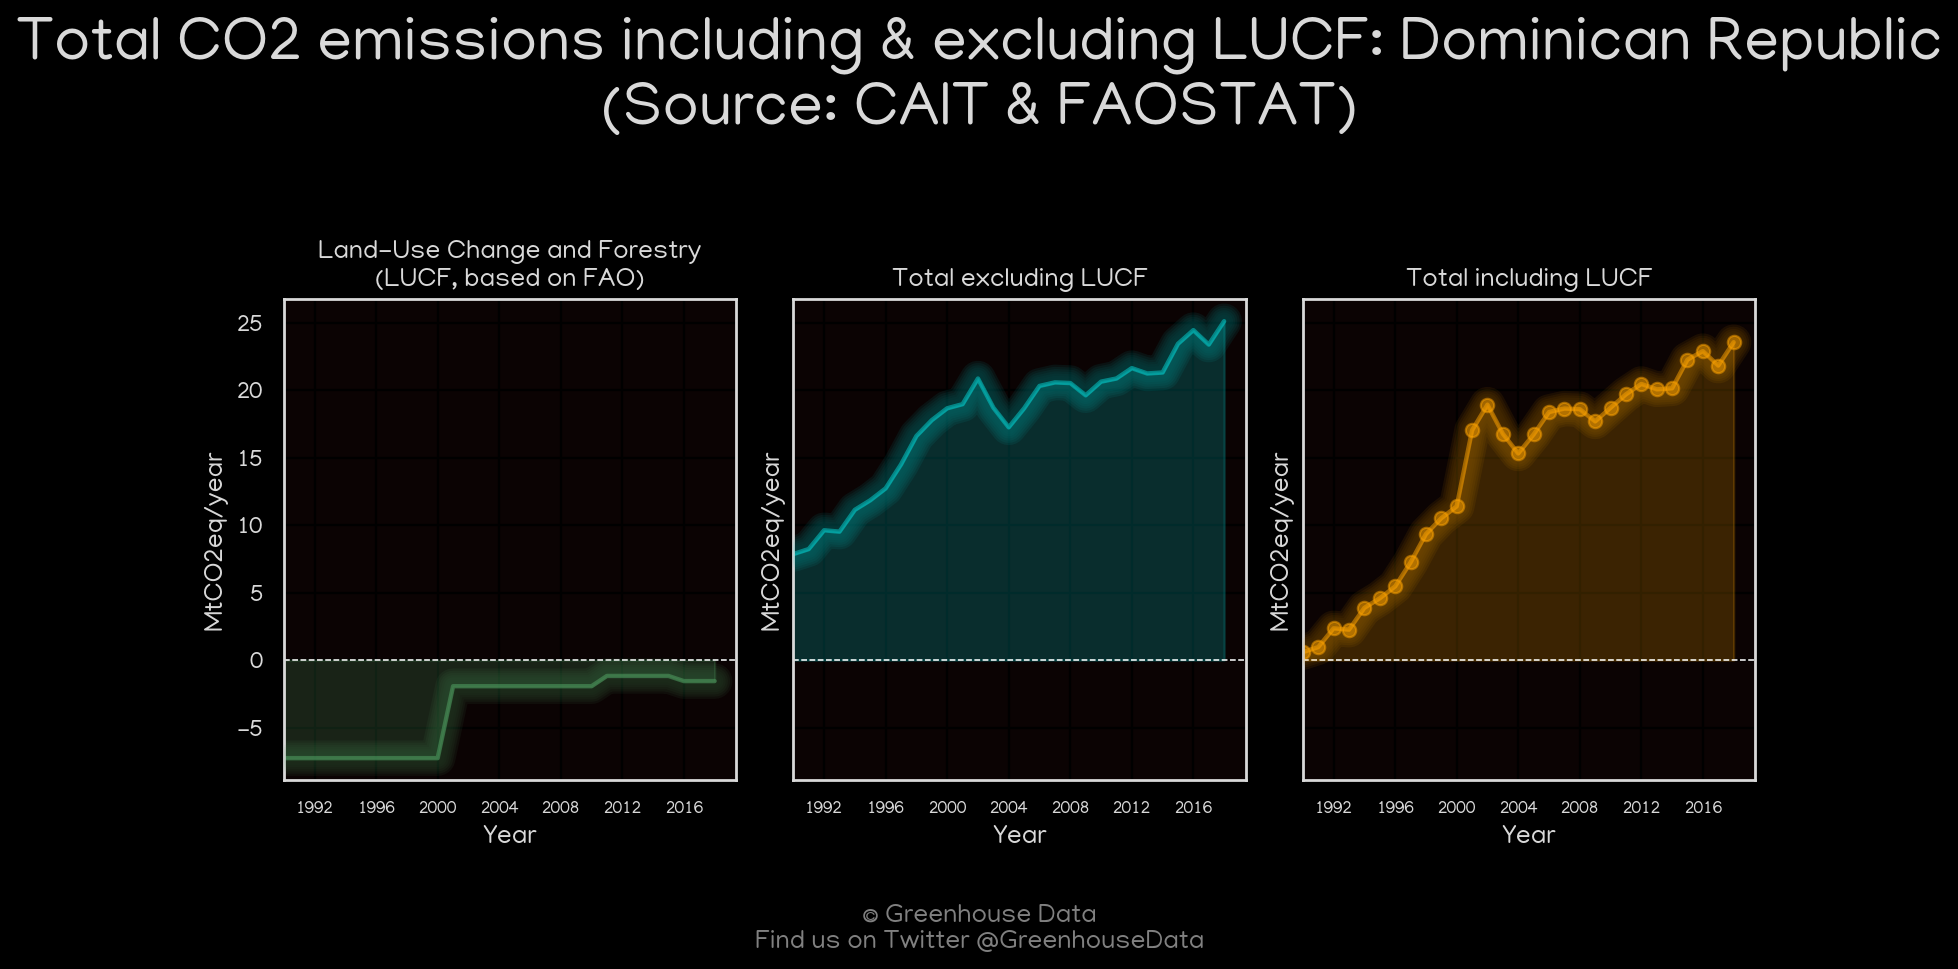 Total CO2 emissions including & excluding LUCF: Dominican Republic
(Source: CAIT & FAOSTAT)
Land-Use Change and Forestry
(LUCF, based on FAO)
Total excluding LUCF
Total including LUCF
MtCO2eq/year
25
20
15
10
5
0
-5
1992 1996 2000 2004 2008 2012 2016
Year
MtCO2eq/year
1992 1996 2000 2004 2008 2012 2016
Year
MtCO2eq/year
1992 1996 2000 2004 2008 2012 2016
Year
© Greenhouse Data
Find us on Twitter @GreenhouseData